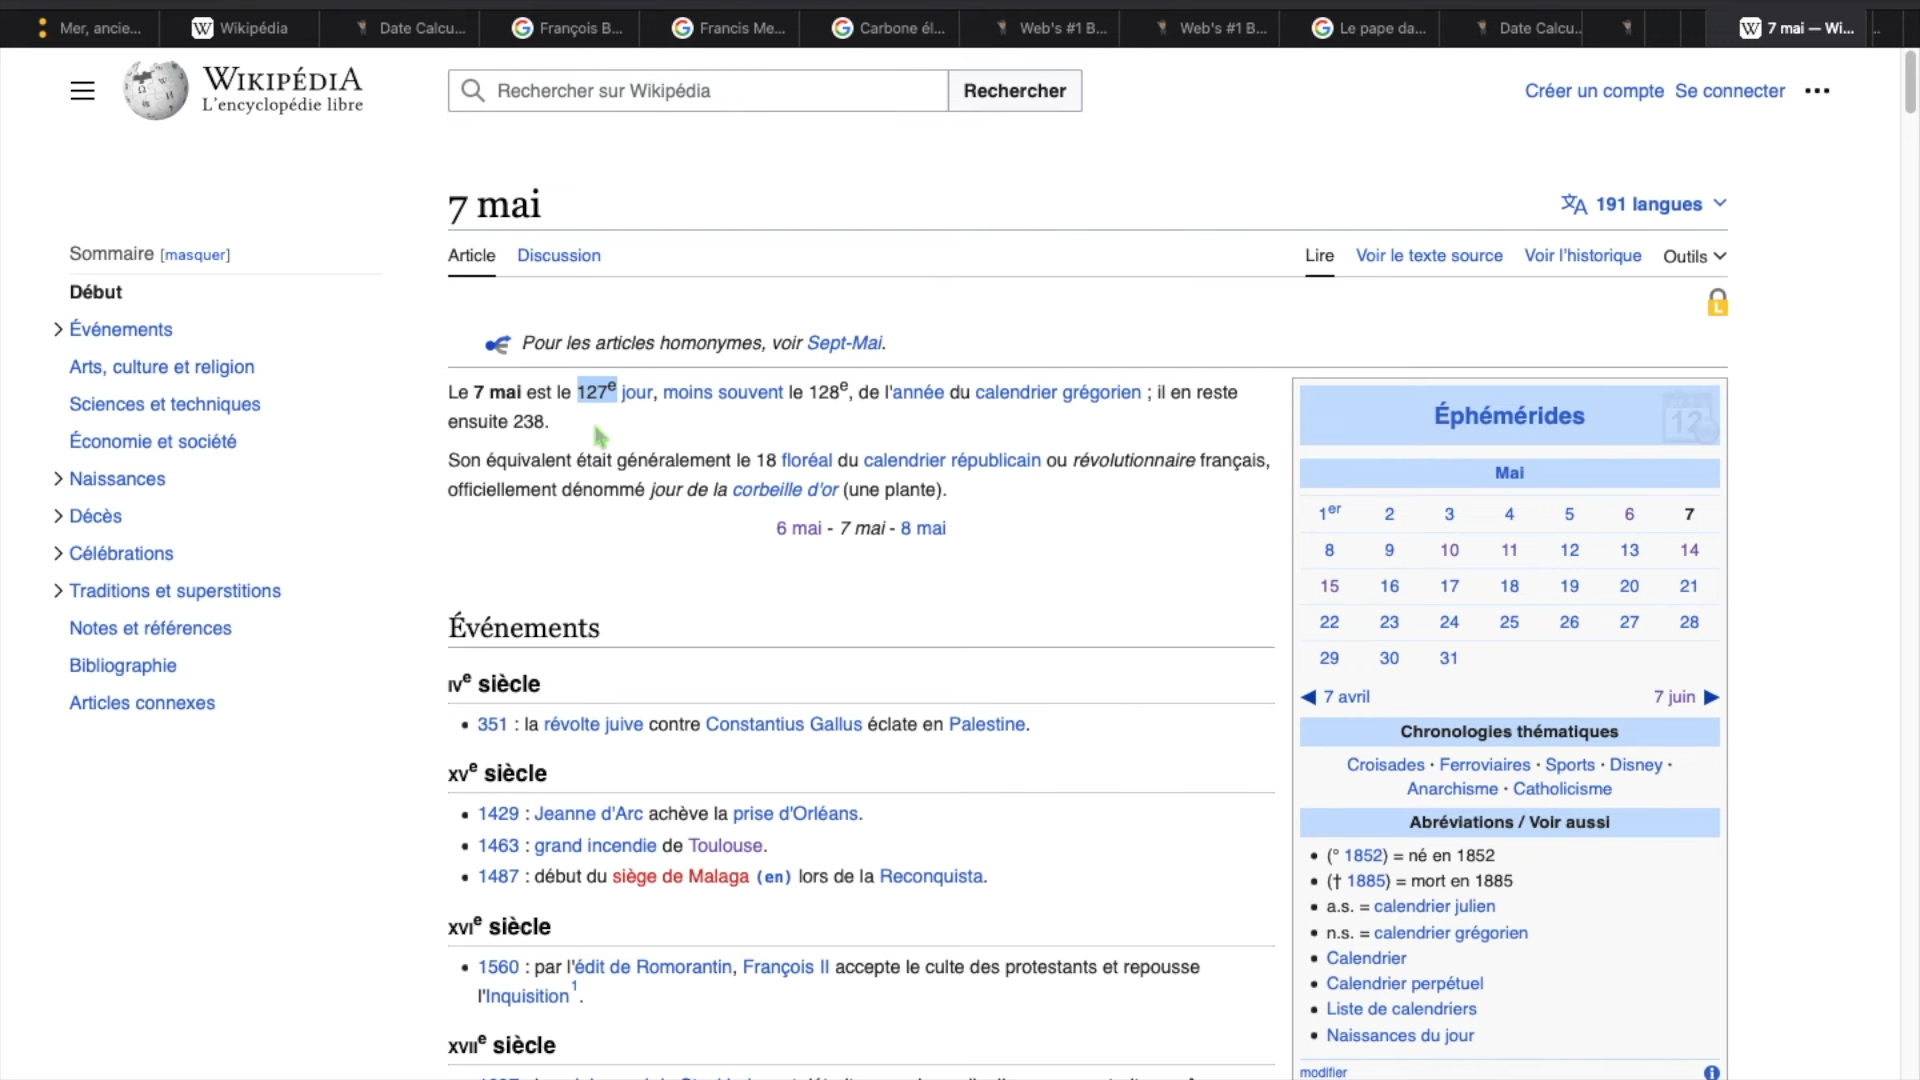 Mer, ancie...
Wikipédia
Date Calcu...
François B...
Francis Me...
Carbone él...
Web's #1 B...
Web's #1 B...
Le pape da...
Date Calcu..
7 mai — Wi...
WIKIPÉDIA
L'encyclopédie libre
Rechercher sur Wikipédia
Rechercher
Créer un compte Se connecter
7 mai
191 langues
Article Discussion
Lire Voir le texte source Voir l'historique Outils
Sommaire [masquer]
Début
Événements
Arts, culture et religion
Sciences et techniques
Économie et société
Naissances
Décès
Célébrations
Traditions et superstitions
Notes et références
Bibliographie
Articles connexes
Pour les articles homonymes, voir Sept-Mai.
Le 7 mai est le 127e jour, moins souvent le 128e, de l'année du calendrier grégorien ; il en reste
ensuite 238.
Son équivalent était généralement le 18 floréal du calendrier républicain ou révolutionnaire français,
officiellement dénommé jour de la corbeille d'or (une plante).
6 mai - 7 mai - 8 mai
Événements
IVe siècle
• 351 : la révolte juive contre Constantius Gallus éclate en Palestine.
XVe siècle
• 1429 : Jeanne d'Arc achève la prise d'Orléans.
• 1463 : grand incendie de Toulouse.
• 1487 : début du siège de Malaga (en) lors de la Reconquista.
XVIe siècle
• 1560 : par l'édit de Romorantin, François II accepte le culte des protestants et repousse
l'Inquisition1.
XVIIe siècle
Éphémérides
12
Mai
1er 2 3 4 5 6 7
8 9 10 11 12 13 14
15 16 17 18 19 20 21
22 23 24 25 26 27 28
29 30 31
◀ 7 avril 7 juin ▶
Chronologies thématiques
Croisades · Ferroviaires · Sports · Disney ·
Anarchisme · Catholicisme
Abréviations / Voir aussi
• (° 1852) = né en 1852
• († 1885) = mort en 1885
• a.s. = calendrier julien
• n.s. = calendrier grégorien
• Calendrier
• Calendrier perpétuel
• Liste de calendriers
• Naissances du jour
modifier